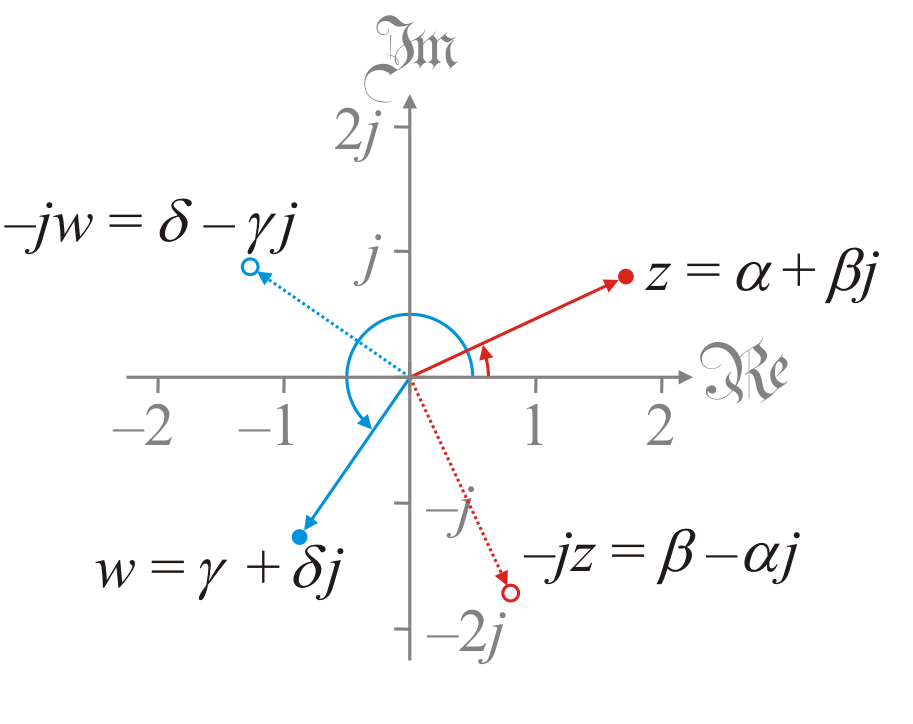 ℑm
2j
–jw = δ – γj
j
z = α + βj
ℜe
–2 –1 1 2
–j
w = γ + δj
–jz = β – αj
–2j